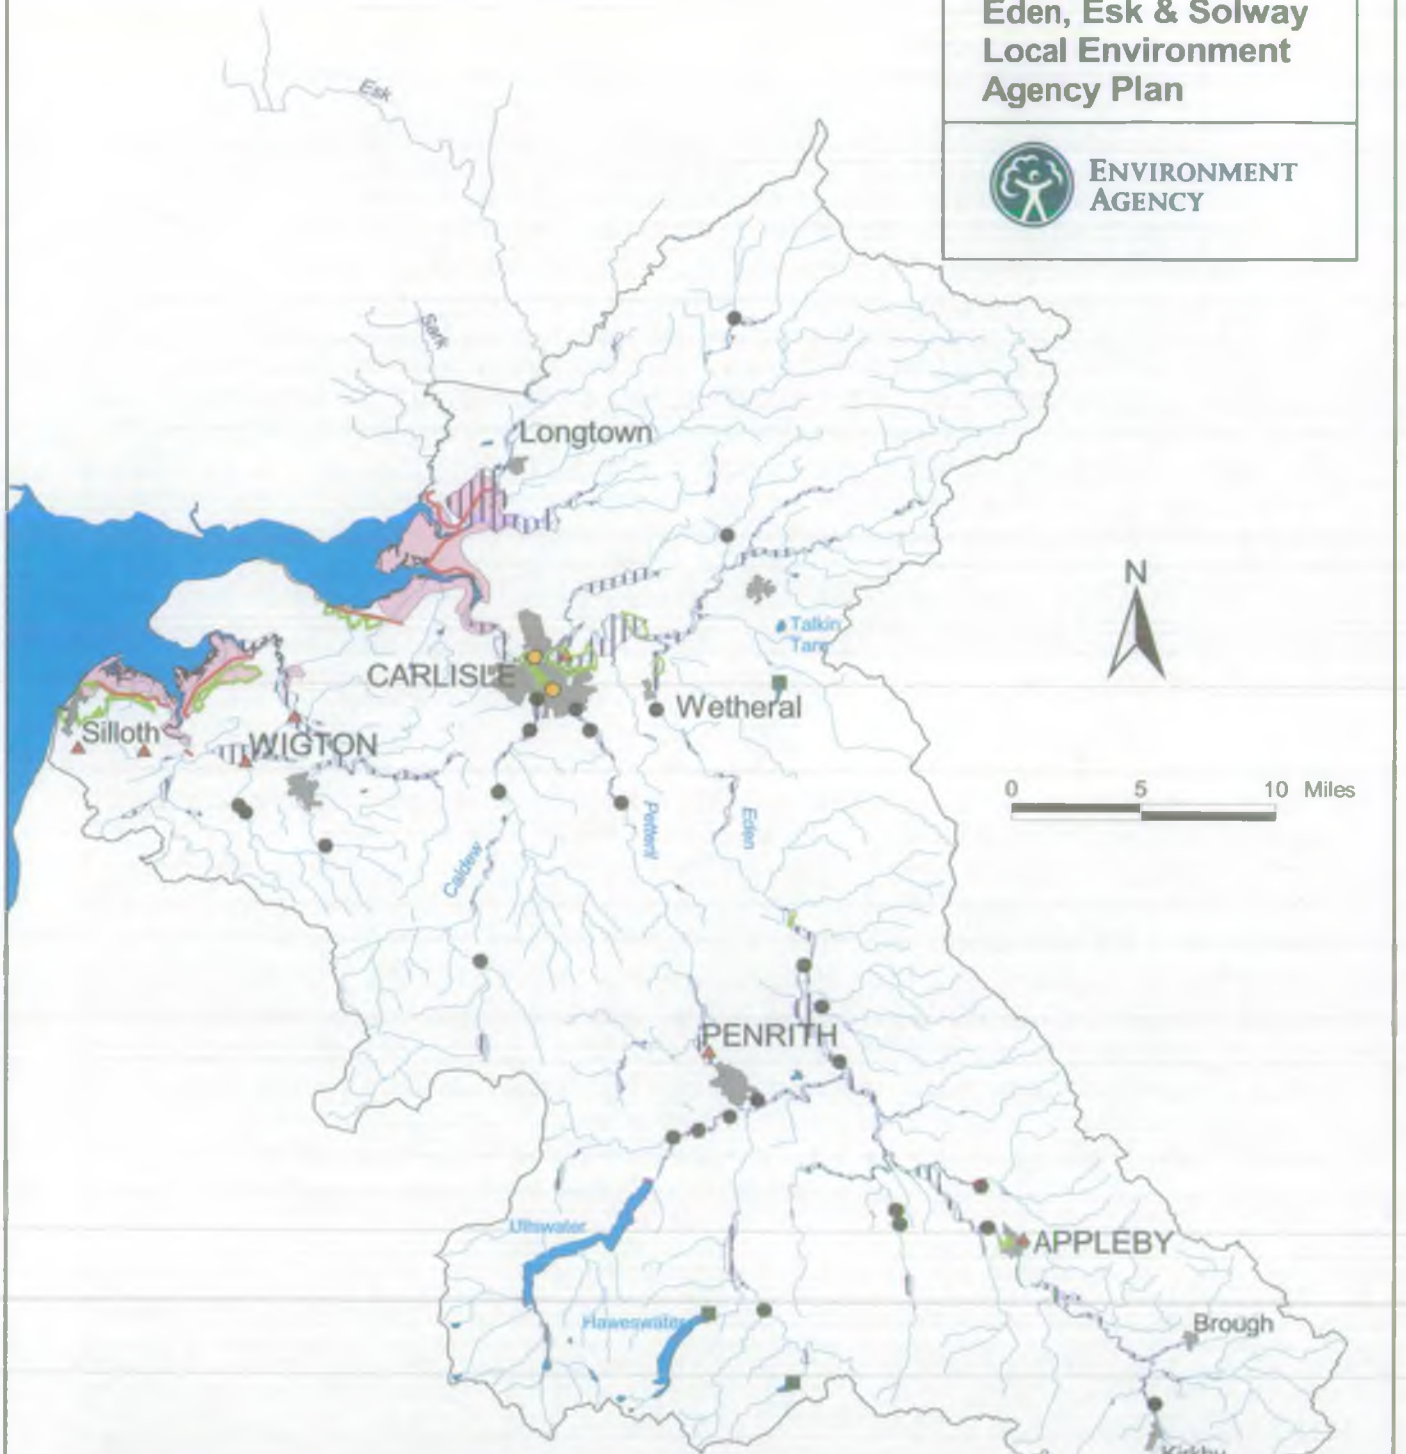 Eden, Esk & Solway
Local Environment
Agency Plan
ENVIRONMENT
AGENCY
Esk
Sark
Longtown
N
Talkin
Tarn
CARLISLE
Wetheral
Silloth
WIGTON
0 5 10 Miles
Petteril
Eden
Caldew
PENRITH
Ullswater
APPLEBY
Haweswater
Brough
Kirkby